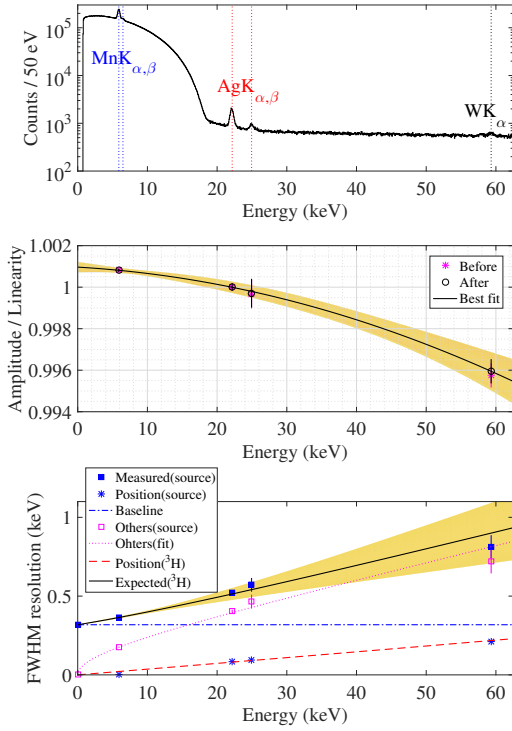 10^5
10^4
10^3
10^2
Counts / 50 eV
MnK_{α,β}
AgK_{α,β}
WK_α
0 10 20 30 40 50 60
Energy (keV)
1.002
1
0.998
0.996
0.994
Amplitude / Linearity
Before
After
Best fit
0 10 20 30 40 50 60
Energy (keV)
Measured(source)
Position(source)
Baseline
Others(source)
Ohters(fit)
Position(^3H)
Expected(^3H)
1
0.5
0
FWHM resolution (keV)
0 10 20 30 40 50 60
Energy (keV)